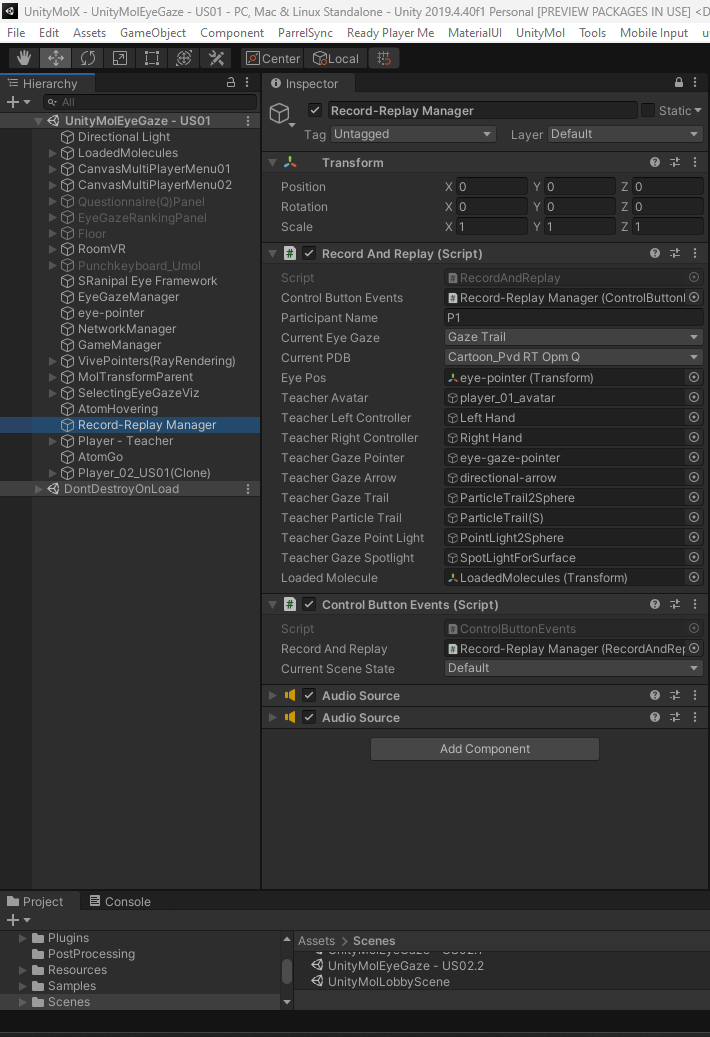 UnityMolX - UnityMolEyeGaze - US01 - PC, Mac & Linux Standalone - Unity 2019.4.40f1 Personal [PREVIEW PACKAGES IN USE]
File Edit Assets GameObject Component ParrelSync Ready Player Me MaterialUI UnityMol Tools Mobile Input
Center Local
Hierarchy
All
UnityMolEyeGaze - US01
Directional Light
LoadedMolecules
CanvasMultiPlayerMenu01
CanvasMultiPlayerMenu02
Questionnaire(Q)Panel
EyeGazeRankingPanel
Floor
RoomVR
Punchkeyboard_Umol
SRanipal Eye Framework
EyeGazeManager
eye-pointer
NetworkManager
GameManager
VivePointers(RayRendering)
MolTransformParent
SelectingEyeGazeViz
AtomHovering
Record-Replay Manager
Player - Teacher
AtomGo
Player_02_US01(Clone)
DontDestroyOnLoad
Inspector
Record-Replay Manager Static
Tag Untagged Layer Default
Transform
Position X 0 Y 0 Z 0
Rotation X 0 Y 0 Z 0
Scale X 1 Y 1 Z 1
# Record And Replay (Script)
Script RecordAndReplay
Control Button Events Record-Replay Manager (ControlButtonE
Participant Name P1
Current Eye Gaze Gaze Trail
Current PDB Cartoon_Pvd RT Opm Q
Eye Pos eye-pointer (Transform)
Teacher Avatar player_01_avatar
Teacher Left Controller Left Hand
Teacher Right Controller Right Hand
Teacher Gaze Pointer eye-gaze-pointer
Teacher Gaze Arrow directional-arrow
Teacher Gaze Trail ParticleTrail2Sphere
Teacher Particle Trail ParticleTrail(S)
Teacher Gaze Point Light PointLight2Sphere
Teacher Gaze Spotlight SpotLightForSurface
Loaded Molecule LoadedMolecules (Transform)
# Control Button Events (Script)
Script ControlButtonEvents
Record And Replay Record-Replay Manager (RecordAndRep
Current Scene State Default
Audio Source
Audio Source
Add Component
Project Console
Plugins
PostProcessing
Resources
Samples
Scenes
Assets > Scenes
UnityMolEyeGaze - US02.1
UnityMolEyeGaze - US02.2
UnityMolLobbyScene